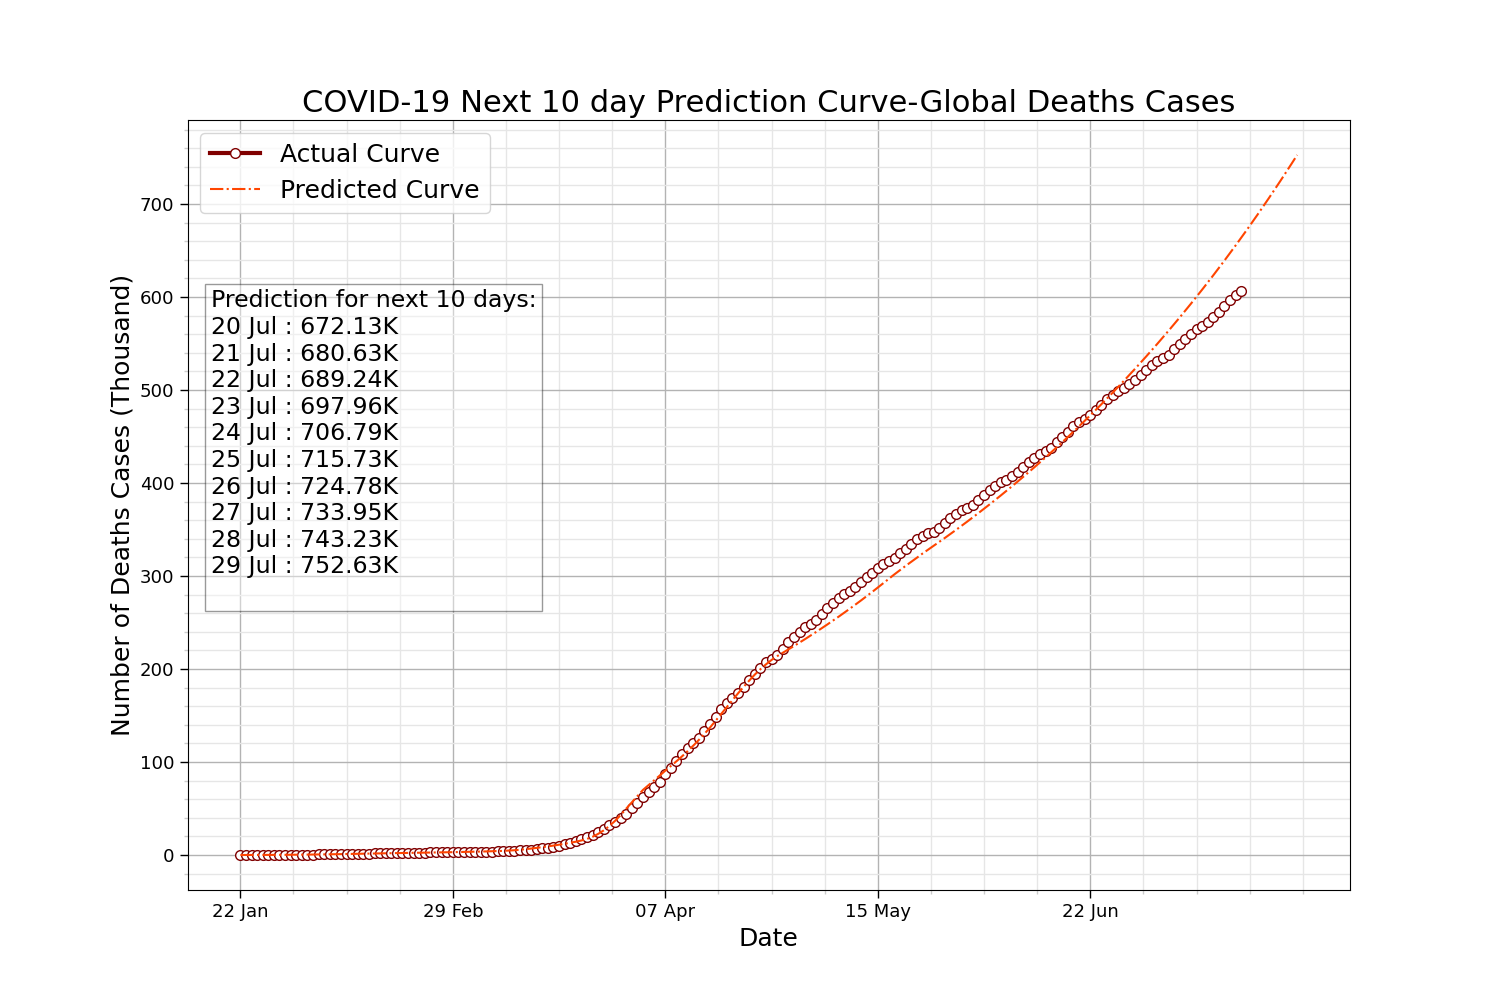 COVID-19 Next 10 day Prediction Curve-Global Deaths Cases
Actual Curve
Predicted Curve
Number of Deaths Cases (Thousand)
700
600
500
400
300
200
100
0
Prediction for next 10 days:
20 Jul : 672.13K
21 Jul : 680.63K
22 Jul : 689.24K
23 Jul : 697.96K
24 Jul : 706.79K
25 Jul : 715.73K
26 Jul : 724.78K
27 Jul : 733.95K
28 Jul : 743.23K
29 Jul : 752.63K
22 Jan
29 Feb
07 Apr
15 May
22 Jun
Date